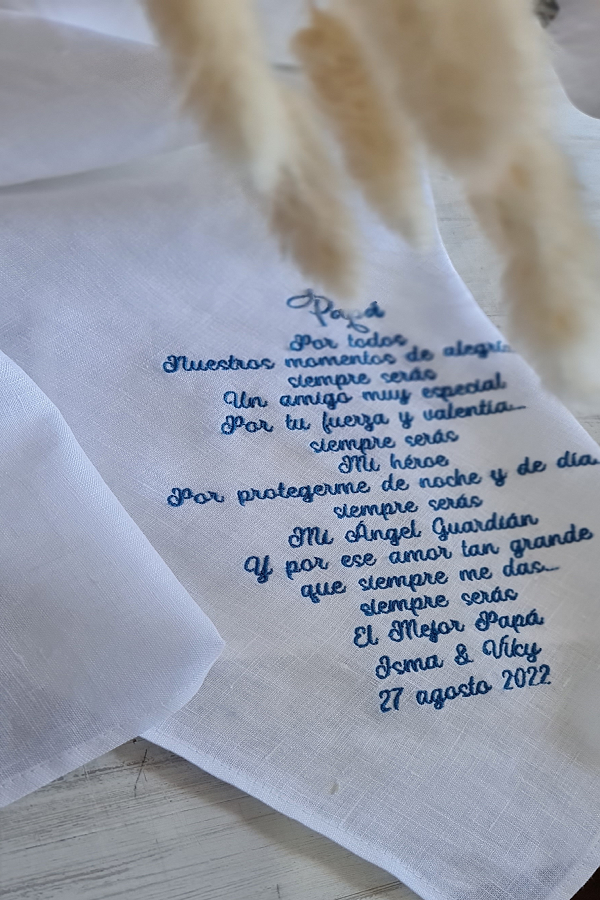 Papá
Por todos
Nuestros momentos de alegría
siempre serás
Un amigo muy especial
Por tu fuerza y valentía...
siempre serás
Mi héroe
Por protegerme de noche y de día
siempre serás
Mi Ángel Guardián
Y por ese amor tan grande
que siempre me das...
siempre serás
El Mejor Papá
Isma & Viky
27 agosto 2022